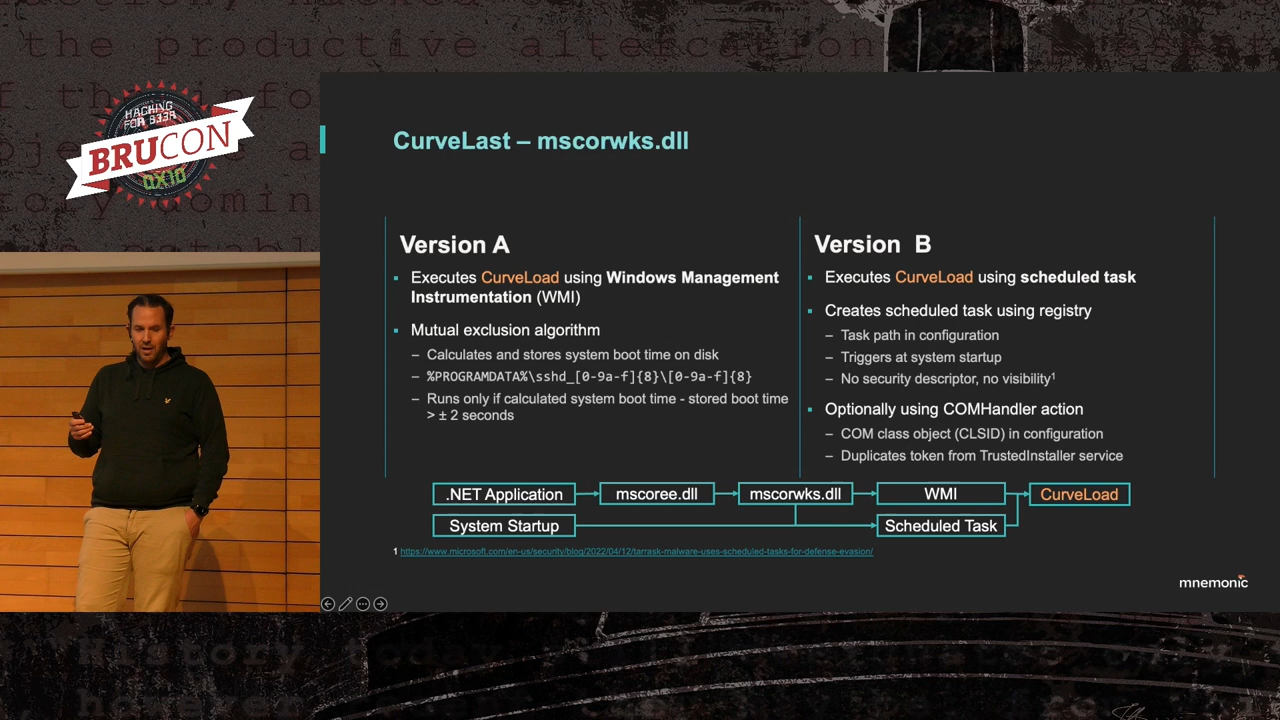 the productive altercation
HACKING
FOR B33R
BRUCON
0X10
CurveLast – mscorwks.dll
Version A
▪ Executes CurveLoad using Windows Management
Instrumentation (WMI)
▪ Mutual exclusion algorithm
– Calculates and stores system boot time on disk
– %PROGRAMDATA%\sshd_[0-9a-f]{8}\[0-9a-f]{8}
– Runs only if calculated system boot time - stored boot time
> ± 2 seconds
Version B
▪ Executes CurveLoad using scheduled task
▪ Creates scheduled task using registry
– Task path in configuration
– Triggers at system startup
– No security descriptor, no visibility¹
▪ Optionally using COMHandler action
– COM class object (CLSID) in configuration
– Duplicates token from TrustedInstaller service
.NET Application
mscoree.dll
mscorwks.dll
WMI
CurveLoad
System Startup
Scheduled Task
1 https://www.microsoft.com/en-us/security/blog/2022/04/12/tarrask-malware-uses-scheduled-tasks-for-defense-evasion/
mnemonic
History today
however